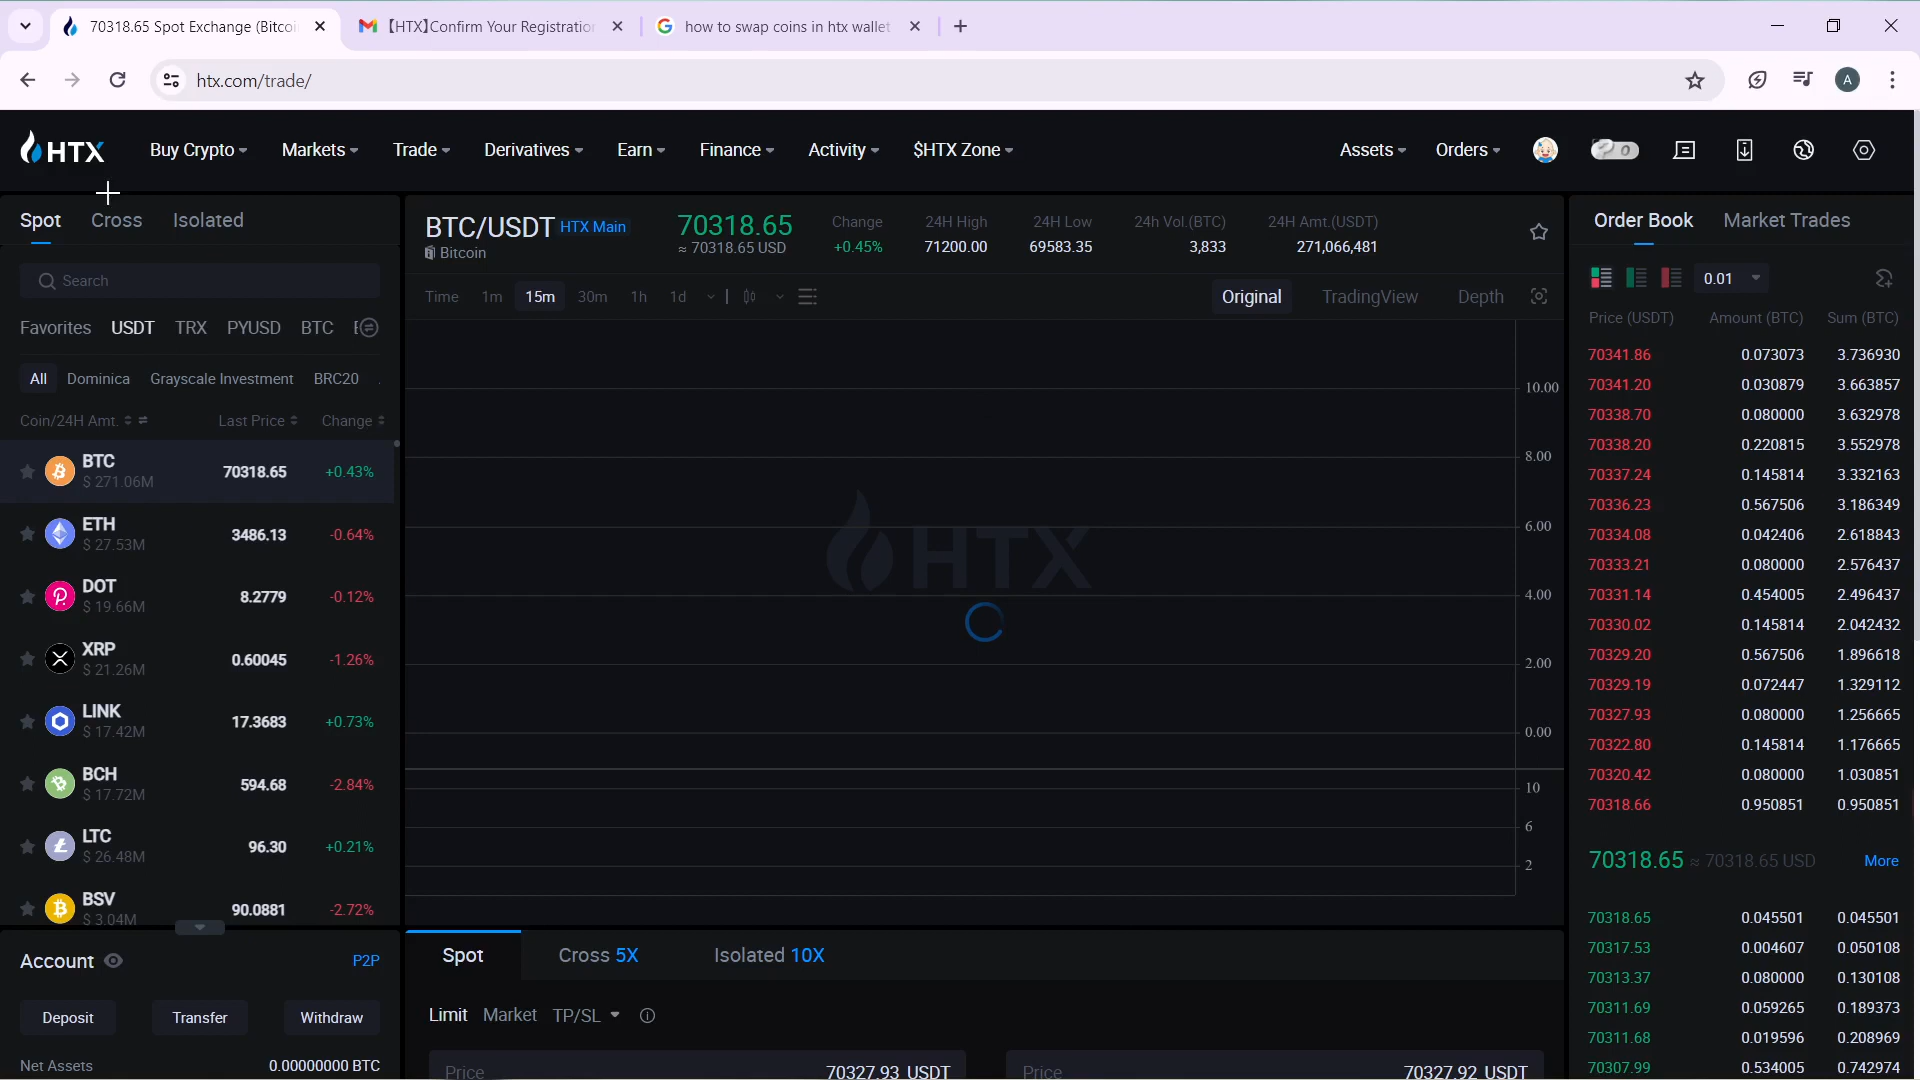 70318.65 Spot Exchange (Bitcoi
【HTX】Confirm Your Registration
how to swap coins in htx wallet
htx.com/trade/
A
HTX
Buy Crypto
Markets
Trade
Derivatives
Earn
Finance
Activity
$HTX Zone
Assets
Orders
0
Spot
Cross
Isolated
Search
Favorites
USDT
TRX
PYUSD
BTC
All
Dominica
Grayscale Investment
BRC20
Coin/24H Amt.
Last Price
Change
BTC
$ 271.06M
70318.65
+0.43%
ETH
$ 27.53M
3486.13
-0.64%
DOT
$ 19.66M
8.2779
-0.12%
XRP
$ 21.26M
0.60045
-1.26%
LINK
$ 17.42M
17.3683
+0.73%
BCH
$ 17.72M
594.68
-2.84%
LTC
$ 26.48M
96.30
+0.21%
BSV
$ 3.04M
90.0881
-2.72%
Account
P2P
Deposit
Transfer
Withdraw
Net Assets
0.00000000 BTC
BTC/USDT HTX Main
Bitcoin
70318.65
≈ 70318.65 USD
Change
+0.45%
24H High
71200.00
24H Low
69583.35
24h Vol.(BTC)
3,833
24H Amt.(USDT)
271,066,481
Time
1m
15m
30m
1h
1d
Original
TradingView
Depth
10.00
8.00
6.00
4.00
2.00
0.00
10
6
2
HTX
Spot
Cross 5X
Isolated 10X
Limit
Market
TP/SL
Price
70327.93 USDT
Price
70327.92 USDT
Order Book
Market Trades
0.01
Price (USDT) Amount (BTC) Sum (BTC)
70341.86 0.073073 3.736930
70341.20 0.030879 3.663857
70338.70 0.080000 3.632978
70338.20 0.220815 3.552978
70337.24 0.145814 3.332163
70336.23 0.567506 3.186349
70334.08 0.042406 2.618843
70333.21 0.080000 2.576437
70331.14 0.454005 2.496437
70330.02 0.145814 2.042432
70329.20 0.567506 1.896618
70329.19 0.072447 1.329112
70327.93 0.080000 1.256665
70322.80 0.145814 1.176665
70320.42 0.080000 1.030851
70318.66 0.950851 0.950851
70318.65 ≈ 70318.65 USD More
70318.65 0.045501 0.045501
70317.53 0.004607 0.050108
70313.37 0.080000 0.130108
70311.69 0.059265 0.189373
70311.68 0.019596 0.208969
70307.99 0.534005 0.742974